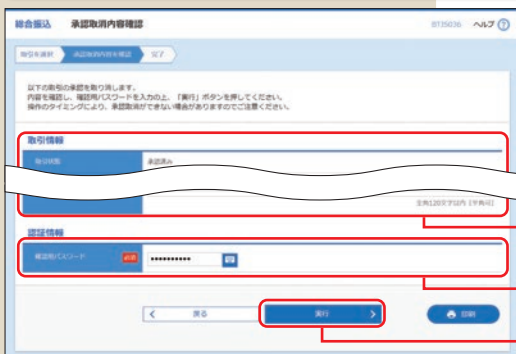 総合振込 承認取消内容確認
BTSS036 ヘルプ ?
取引を選択 承認取消内容を確認 完了
以下の取引の承認を取り消します。
内容を確認し、確認用パスワードを入力の上、「実行」ボタンを押してください。
操作のタイミングにより、承認取消ができない場合がありますのでご注意ください。
取引情報
取引状態 承認済み
全角120文字以内 [半角可]
認証情報
確認用パスワード 必須 ••••••••••
戻る 実行 印刷